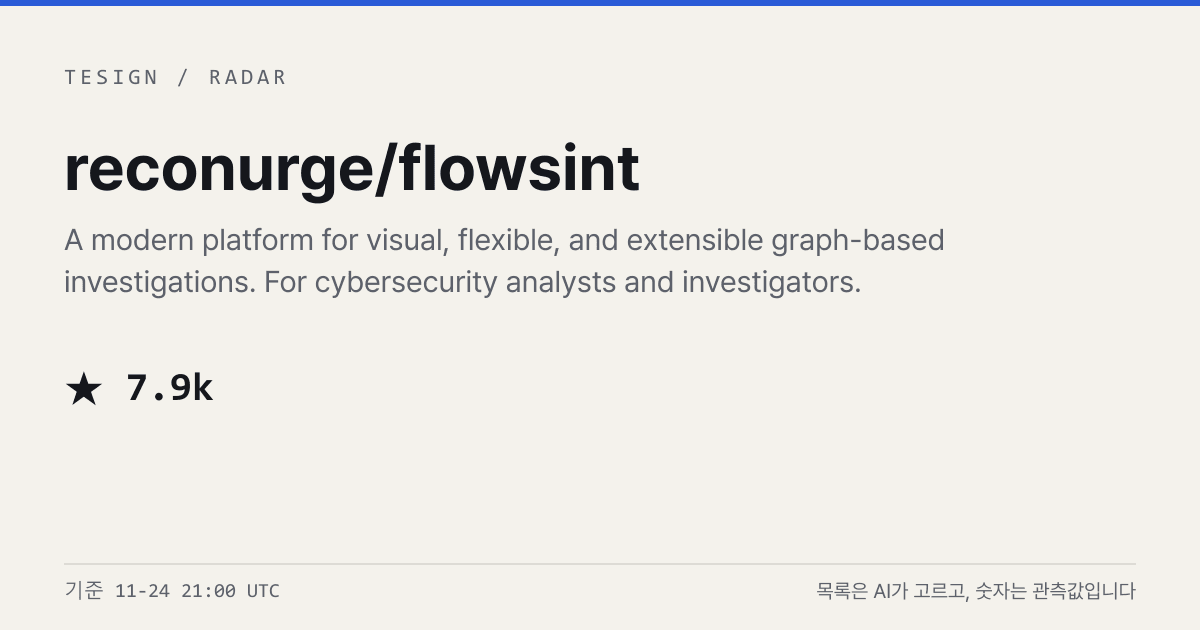 TESIGN / RADAR
reconurge/flowsint
A modern platform for visual, flexible, and extensible graph-based
investigations. For cybersecurity analysts and investigators.
★ 7.9k
기준 11-24 21:00 UTC
목록은 AI가 고르고, 숫자는 관측값입니다